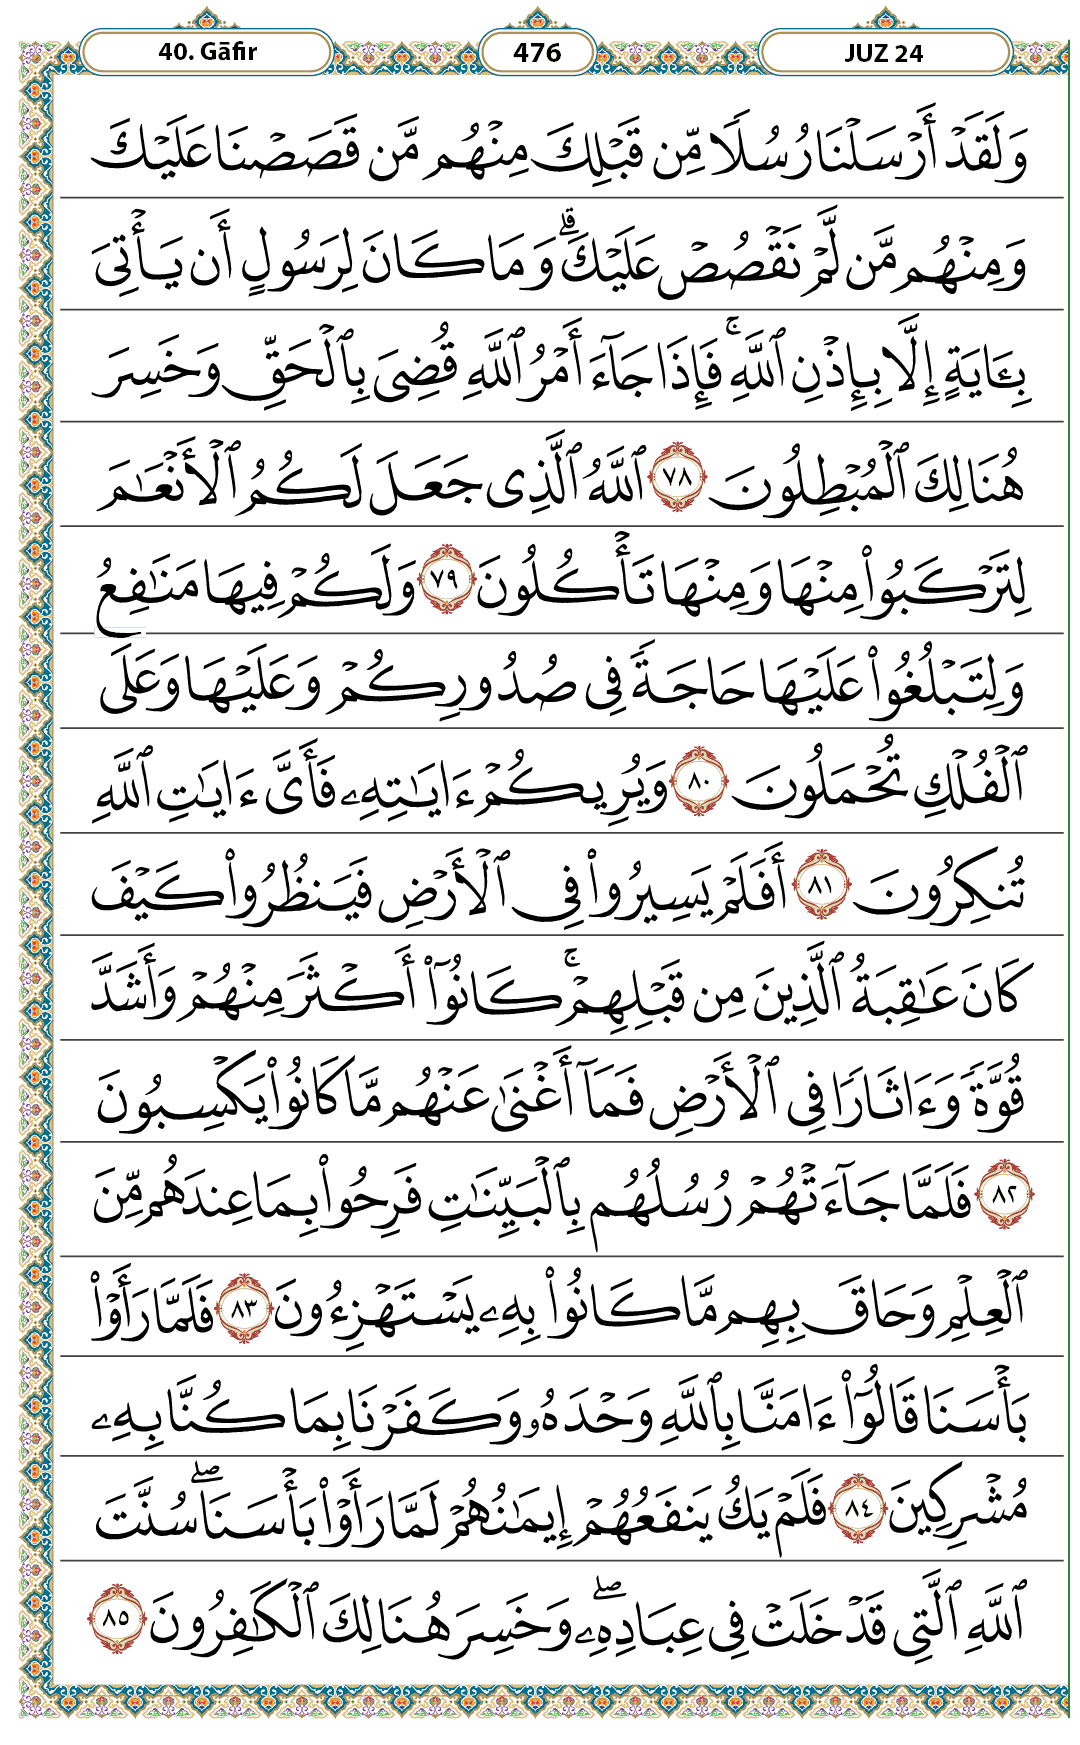 40. Gāfir
476
JUZ 24
وَلَقَدْ أَرْسَلْنَا رُسُلًا مِّن قَبْلِكَ مِنْهُم مَّن قَصَصْنَا عَلَيْكَ
وَمِنْهُم مَّن لَّمْ نَقْصُصْ عَلَيْكَ ۗ وَمَا كَانَ لِرَسُولٍ أَن يَأْتِىَ
بِـَٔايَةٍ إِلَّا بِإِذْنِ ٱللَّهِ ۚ فَإِذَا جَآءَ أَمْرُ ٱللَّهِ قُضِىَ بِٱلْحَقِّ وَخَسِرَ
هُنَالِكَ ٱلْمُبْطِلُونَ ٧٨ ٱللَّهُ ٱلَّذِى جَعَلَ لَكُمُ ٱلْأَنْعَٰمَ
لِتَرْكَبُوا۟ مِنْهَا وَمِنْهَا تَأْكُلُونَ ٧٩ وَلَكُمْ فِيهَا مَنَٰفِعُ
وَلِتَبْلُغُوا۟ عَلَيْهَا حَاجَةً فِى صُدُورِكُمْ وَعَلَيْهَا وَعَلَى
ٱلْفُلْكِ تُحْمَلُونَ ٨٠ وَيُرِيكُمْ ءَايَٰتِهِۦ فَأَىَّ ءَايَٰتِ ٱللَّهِ
تُنكِرُونَ ٨١ أَفَلَمْ يَسِيرُوا۟ فِى ٱلْأَرْضِ فَيَنظُرُوا۟ كَيْفَ
كَانَ عَٰقِبَةُ ٱلَّذِينَ مِن قَبْلِهِمْ ۚ كَانُوٓا۟ أَكْثَرَ مِنْهُمْ وَأَشَدَّ
قُوَّةً وَءَاثَارًا فِى ٱلْأَرْضِ فَمَآ أَغْنَىٰ عَنْهُم مَّا كَانُوا۟ يَكْسِبُونَ
٨٢ فَلَمَّا جَآءَتْهُمْ رُسُلُهُم بِٱلْبَيِّنَٰتِ فَرِحُوا۟ بِمَا عِندَهُم مِّنَ
ٱلْعِلْمِ وَحَاقَ بِهِم مَّا كَانُوا۟ بِهِۦ يَسْتَهْزِءُونَ ٨٣ فَلَمَّا رَأَوْا۟
بَأْسَنَا قَالُوٓا۟ ءَامَنَّا بِٱللَّهِ وَحْدَهُۥ وَكَفَرْنَا بِمَا كُنَّا بِهِۦ
مُشْرِكِينَ ٨٤ فَلَمْ يَكُ يَنفَعُهُمْ إِيمَٰنُهُمْ لَمَّا رَأَوْا۟ بَأْسَنَا ۖ سُنَّتَ
ٱللَّهِ ٱلَّتِى قَدْ خَلَتْ فِى عِبَادِهِۦ ۖ وَخَسِرَ هُنَالِكَ ٱلْكَٰفِرُونَ ٨٥